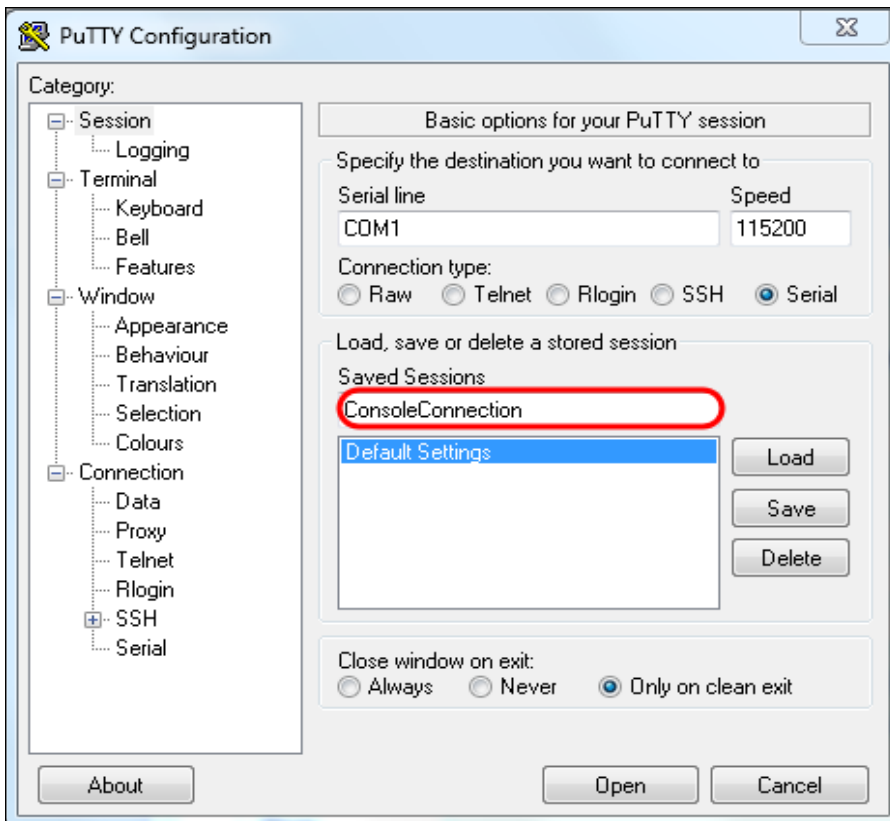 PuTTY Configuration
Category:
Session
Logging
Terminal
Keyboard
Bell
Features
Window
Appearance
Behaviour
Translation
Selection
Colours
Connection
Data
Proxy
Telnet
Rlogin
SSH
Serial
Basic options for your PuTTY session
Specify the destination you want to connect to
Serial line Speed
COM1 115200
Connection type:
Raw Telnet Rlogin SSH Serial
Load, save or delete a stored session
Saved Sessions
ConsoleConnection
Default Settings
Load
Save
Delete
Close window on exit:
Always Never Only on clean exit
About Open Cancel